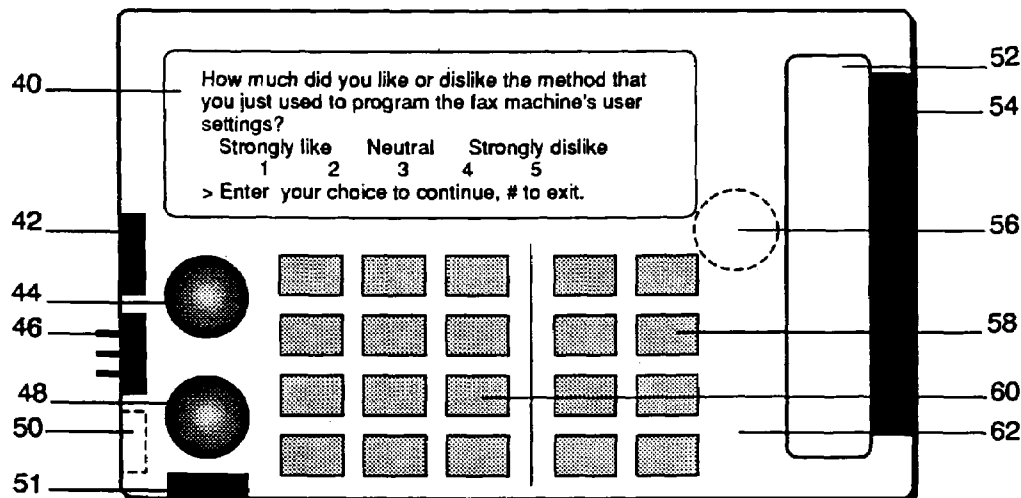 How much did you like or dislike the method that
you just used to program the fax machine's user
settings?
Strongly like Neutral Strongly dislike
1 2 3 4 5
> Enter your choice to continue, # to exit.
40
42
44
46
48
50
51
52
54
56
58
60
62